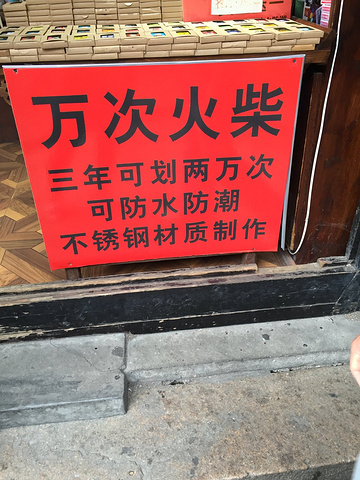 万次火柴
三年可划两万次
可防水防潮
不锈钢材质制作